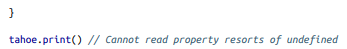 }
tahoe.print() // Cannot read property resorts of undefined